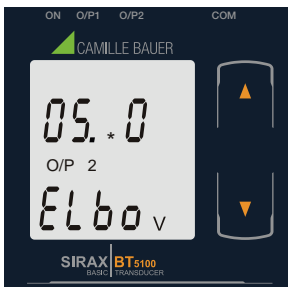 ON O/P1 O/P2 COM
CAMILLE BAUER
05.*0
O/P 2
ELbo V
SIRAX BT5100
BASIC TRANSDUCER